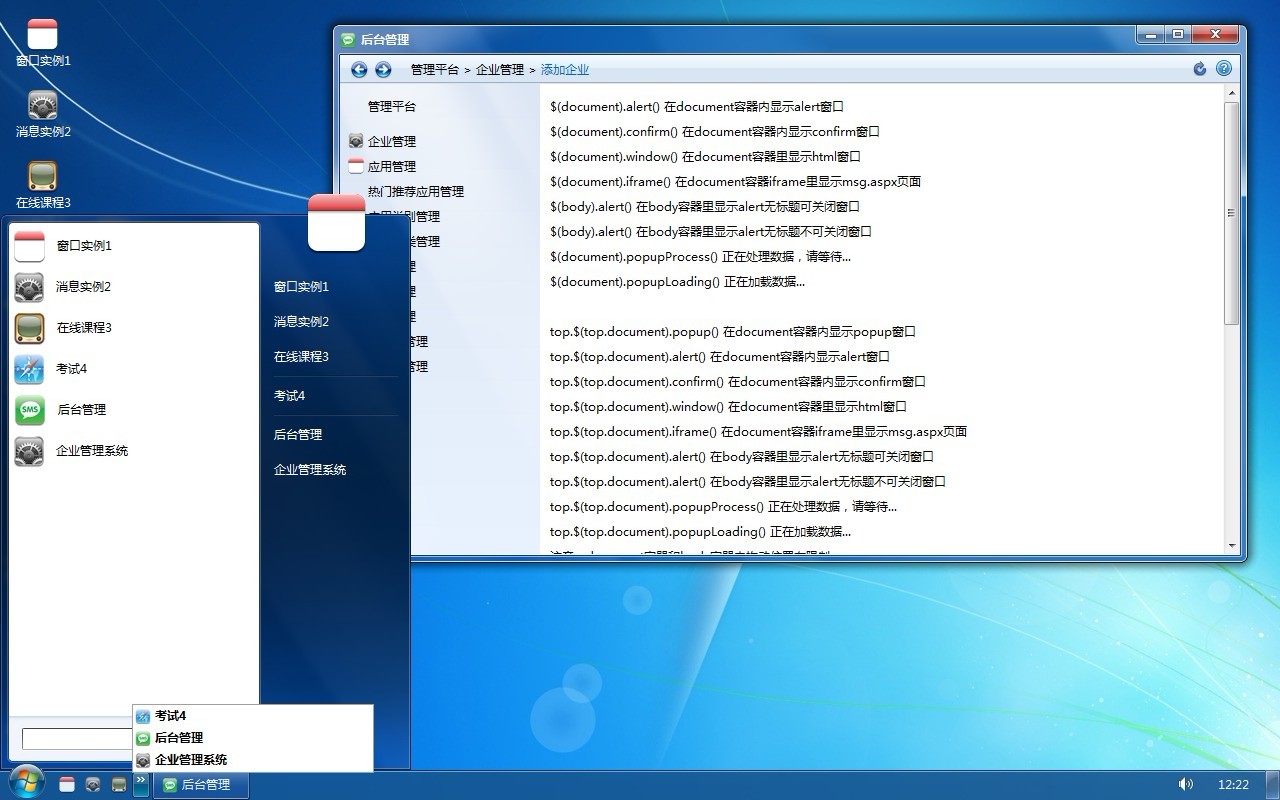 窗口实例1
消息实例2
在线课程3
后台管理
管理平台 > 企业管理 > 添加企业
管理平台
企业管理
应用管理
热门推荐应用管理
管理
管理
理
理
理
管理
管理
$(document).alert() 在document容器内显示alert窗口
$(document).confirm() 在document容器内显示confirm窗口
$(document).window() 在document容器里显示html窗口
$(document).iframe() 在document容器iframe里显示msg.aspx页面
$(body).alert() 在body容器里显示alert无标题可关闭窗口
$(body).alert() 在body容器里显示alert无标题不可关闭窗口
$(document).popupProcess() 正在处理数据，请等待...
$(document).popupLoading() 正在加载数据...
top.$(top.document).popup() 在document容器内显示popup窗口
top.$(top.document).alert() 在document容器内显示alert窗口
top.$(top.document).confirm() 在document容器内显示confirm窗口
top.$(top.document).window() 在document容器里显示html窗口
top.$(top.document).iframe() 在document容器iframe里显示msg.aspx页面
top.$(top.document).alert() 在body容器里显示alert无标题可关闭窗口
top.$(top.document).alert() 在body容器里显示alert无标题不可关闭窗口
top.$(top.document).popupProcess() 正在处理数据，请等待...
top.$(top.document).popupLoading() 正在加载数据...
窗口实例1
消息实例2
在线课程3
考试4
SMS 后台管理
企业管理系统
窗口实例1
消息实例2
在线课程3
考试4
后台管理
企业管理系统
考试4
后台管理
企业管理系统
后台管理
12:22